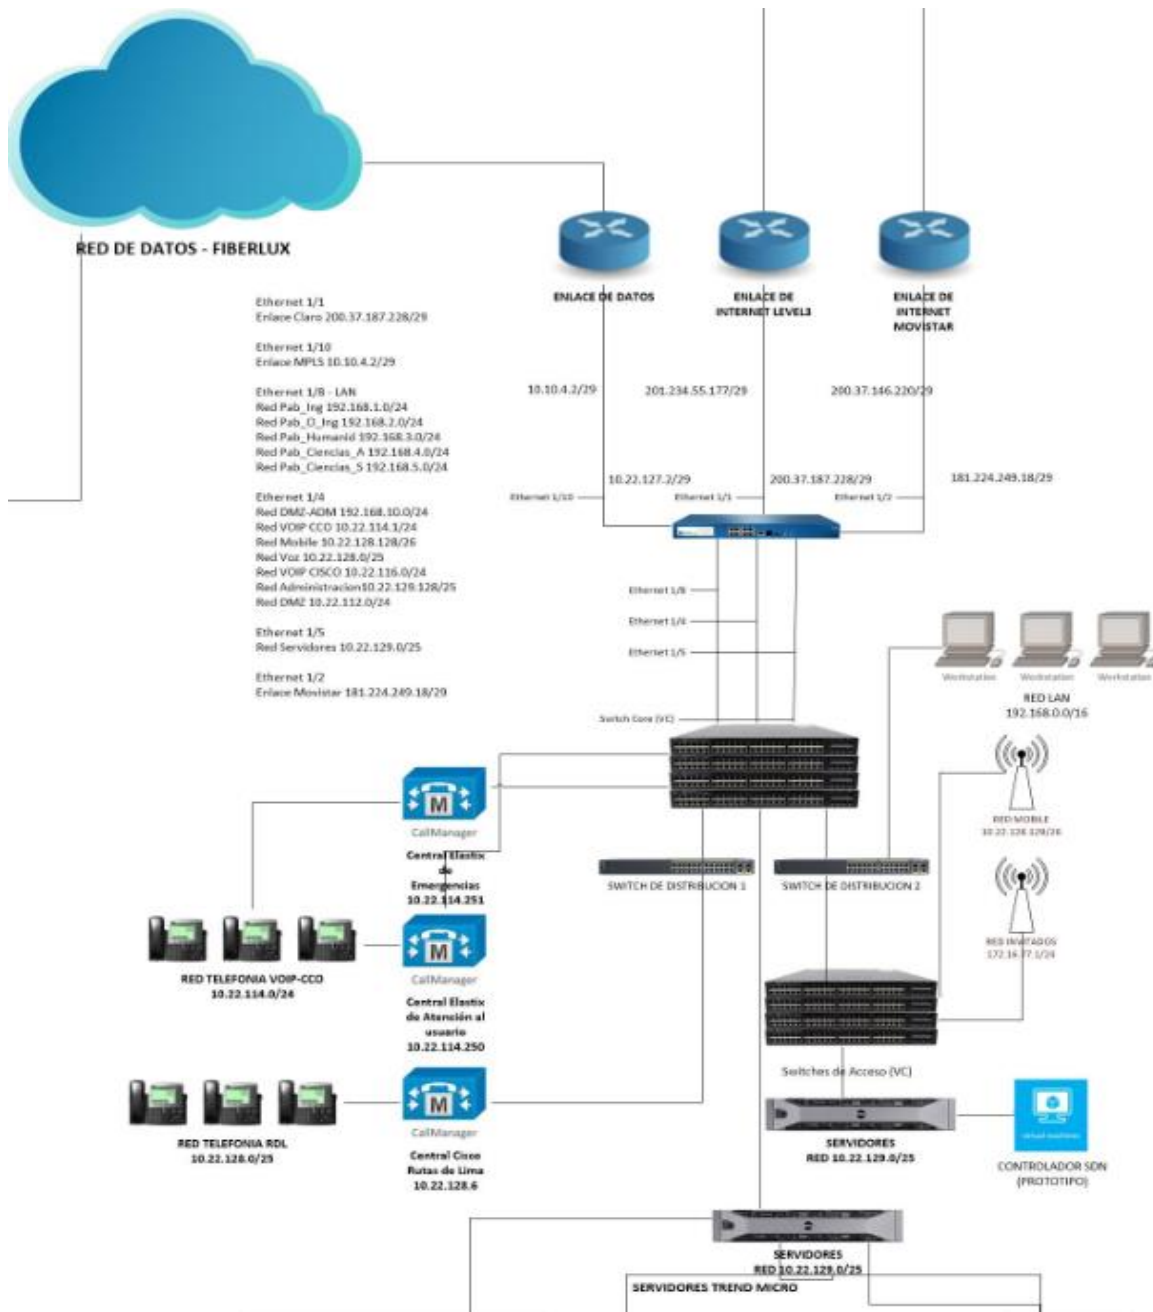 RED DE DATOS - FIBERLUX
Ethernet 1/1
Enlace Claro 200.37.187.228/29
Ethernet 1/10
Enlace MPLS 10.10.4.2/29
Ethernet 1/8 - LAN
Red Pab_Ing 192.168.1.0/24
Red Pab_O_Ing 192.168.2.0/24
Red Pab_Humanid 192.168.3.0/24
Red Pab_Ciencias_A 192.168.4.0/24
Red Pab_Ciencias_S 192.168.5.0/24
Ethernet 1/4
Red DMZ-ADM 192.168.10.0/24
Red VOIP CCO 10.22.114.1/24
Red Mobile 10.22.128.128/26
Red Voz 10.22.128.0/25
Red VOIP CISCO 10.22.116.0/24
Red Administracion10.22.129.128/25
Red DMZ 10.22.112.0/24
Ethernet 1/5
Red Servidores 10.22.129.0/25
Ethernet 1/2
Enlace Movistar 181.224.249.18/29
ENLACE DE DATOS
ENLACE DE
INTERNET LEVEL3
ENLACE DE
INTERNET
MOVISTAR
10.10.4.2/29
201.234.55.177/29
200.37.146.220/29
10.22.127.2/29
200.37.187.228/29
181.224.249.18/29
Ethernet 1/10
Ethernet 1/1
Ethernet 1/2
Ethernet 1/8
Ethernet 1/4
Ethernet 1/5
Switch Core (VC)
Workstation
Workstation
Workstation
RED LAN
192.168.0.0/16
RED MOBILE
10.22.128.128/26
RED INVITADOS
172.16.77.1/24
SWITCH DE DISTRIBUCION 1
SWITCH DE DISTRIBUCION 2
M
CallManager
Central Elastix
de
Emergencias
10.22.114.251
RED TELEFONIA VOIP-CCO
10.22.114.0/24
M
Central Elastix
de Atención al
usuario
10.22.114.250
M
CallManager
Central Cisco
Rutas de Lima
10.22.128.6
RED TELEFONIA RDL
10.22.128.0/25
Switches de Acceso (VC)
SERVIDORES
RED 10.22.129.0/25
virtual machines
CONTROLADOR SDN
(PROTOTIPO)
SERVIDORES
RED 10.22.129.0/25
SERVIDORES TREND MICRO